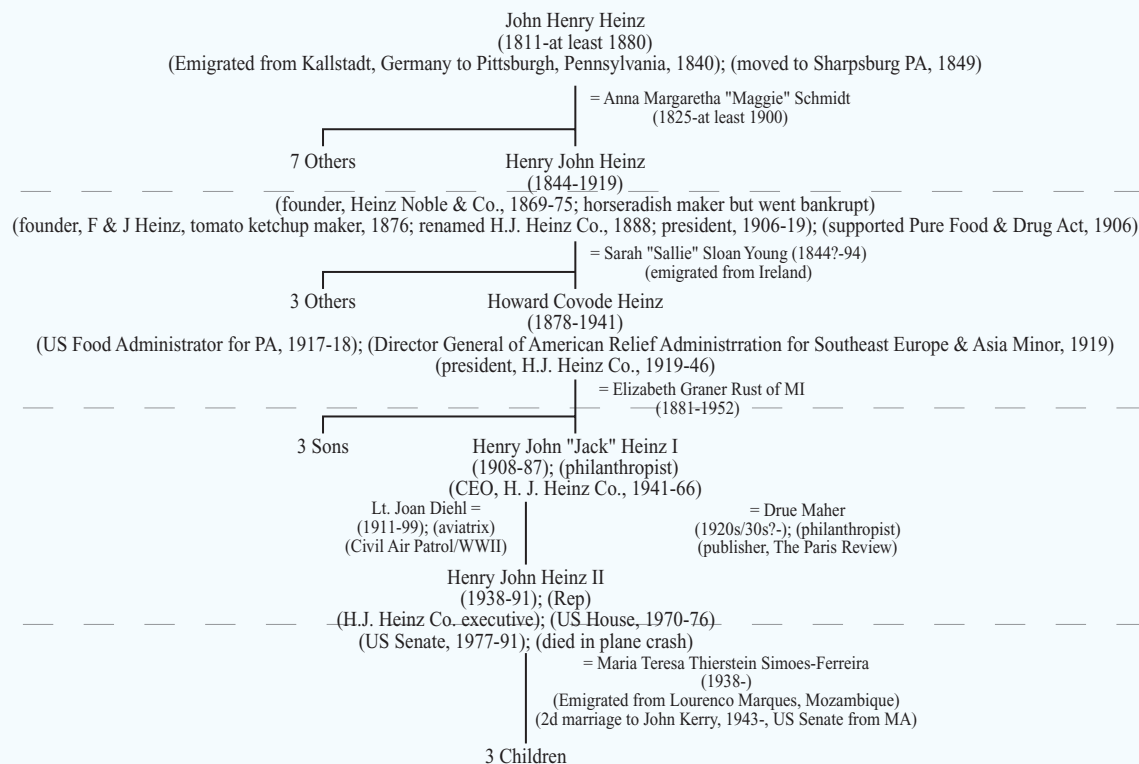 John Henry Heinz
(1811-at least 1880)
(Emigrated from Kallstadt, Germany to Pittsburgh, Pennsylvania, 1840); (moved to Sharpsburg PA, 1849)
= Anna Margaretha "Maggie" Schmidt
(1825-at least 1900)
7 Others
Henry John Heinz
(1844-1919)
(founder, Heinz Noble & Co., 1869-75; horseradish maker but went bankrupt)
(founder, F & J Heinz, tomato ketchup maker, 1876; renamed H.J. Heinz Co., 1888; president, 1906-19); (supported Pure Food & Drug Act, 1906)
= Sarah "Sallie" Sloan Young (1844?-94)
(emigrated from Ireland)
3 Others
Howard Covode Heinz
(1878-1941)
(US Food Administrator for PA, 1917-18); (Director General of American Relief Administrration for Southeast Europe & Asia Minor, 1919)
(president, H.J. Heinz Co., 1919-46)
= Elizabeth Graner Rust of MI
(1881-1952)
3 Sons
Henry John "Jack" Heinz I
(1908-87); (philanthropist)
(CEO, H. J. Heinz Co., 1941-66)
Lt. Joan Diehl =
(1911-99); (aviatrix)
(Civil Air Patrol/WWII)
= Drue Maher
(1920s/30s?-); (philanthropist)
(publisher, The Paris Review)
Henry John Heinz II
(1938-91); (Rep)
(H.J. Heinz Co. executive); (US House, 1970-76)
(US Senate, 1977-91); (died in plane crash)
= Maria Teresa Thierstein Simoes-Ferreira
(1938-)
(Emigrated from Lourenco Marques, Mozambique)
(2d marriage to John Kerry, 1943-, US Senate from MA)
3 Children